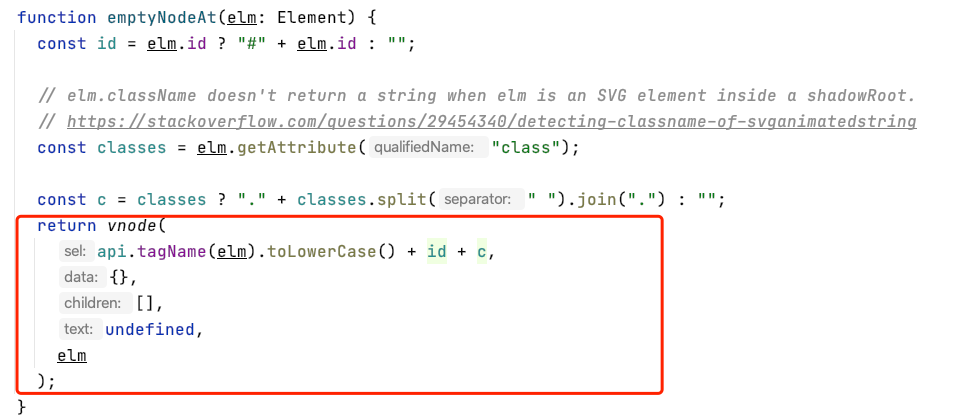 function emptyNodeAt(elm: Element) {
const id = elm.id ? "#" + elm.id : "";
// elm.className doesn't return a string when elm is an SVG element inside a shadowRoot.
// https://stackoverflow.com/questions/29454340/detecting-classname-of-svganimatedstring
const classes = elm.getAttribute( qualifiedName: "class");
const c = classes ? "." + classes.split( separator: " ").join(".") : "";
return vnode(
sel: api.tagName(elm).toLowerCase() + id + c,
data: {},
children: [],
text: undefined,
elm
);
}